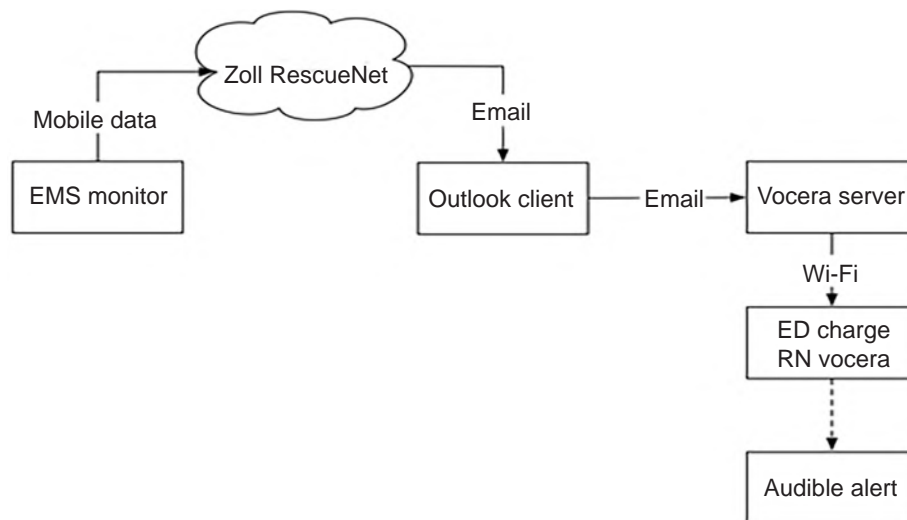 Zoll RescueNet
Mobile data
Email
EMS monitor
Outlook client
Email
Vocera server
Wi-Fi
ED charge
RN vocera
Audible alert